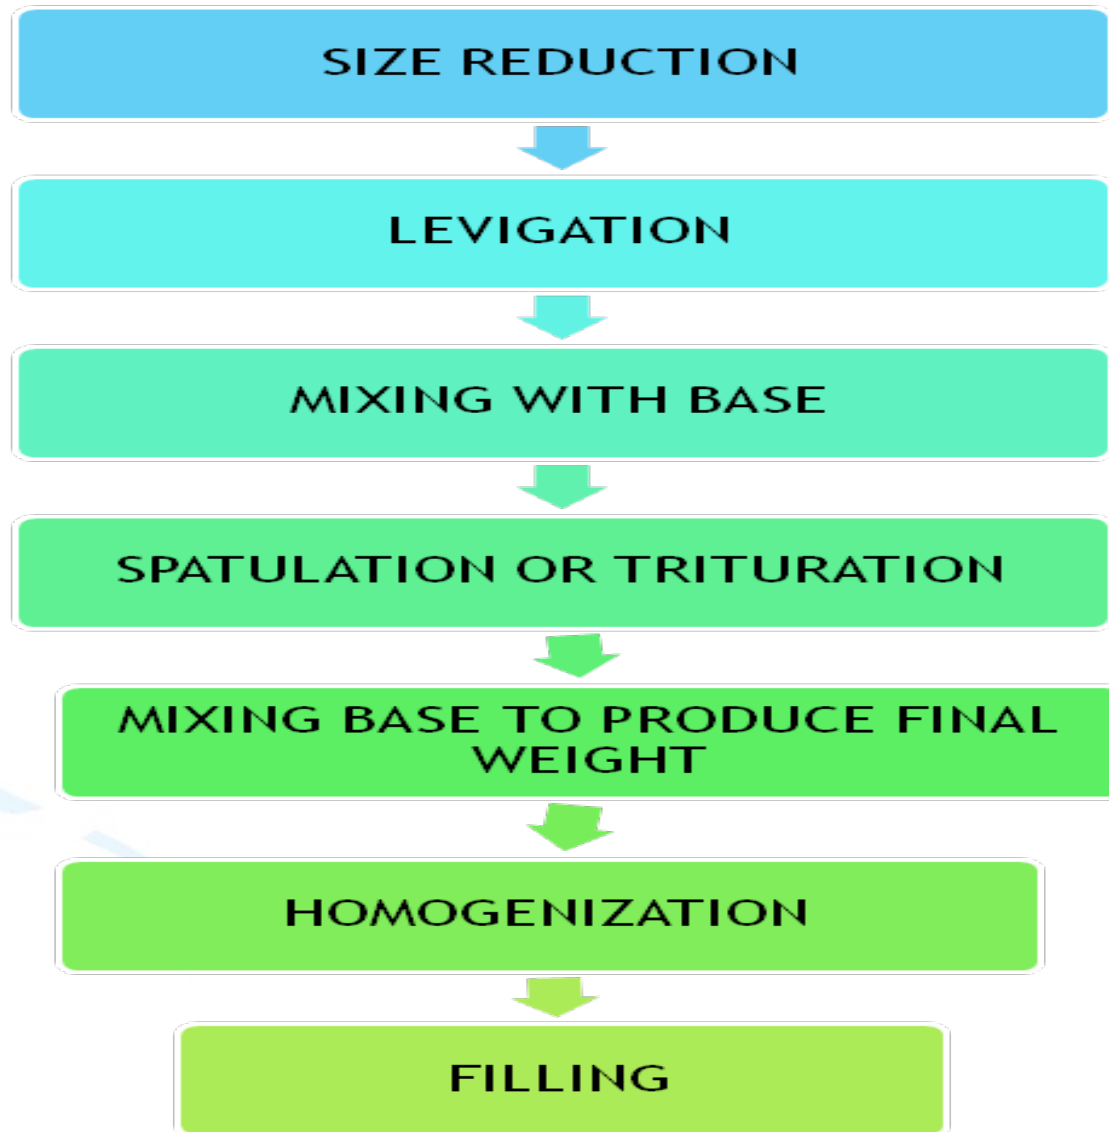 SIZE REDUCTION
LEVIGATION
MIXING WITH BASE
SPATULATION OR TRITURATION
MIXING BASE TO PRODUCE FINAL
WEIGHT
HOMOGENIZATION
FILLING